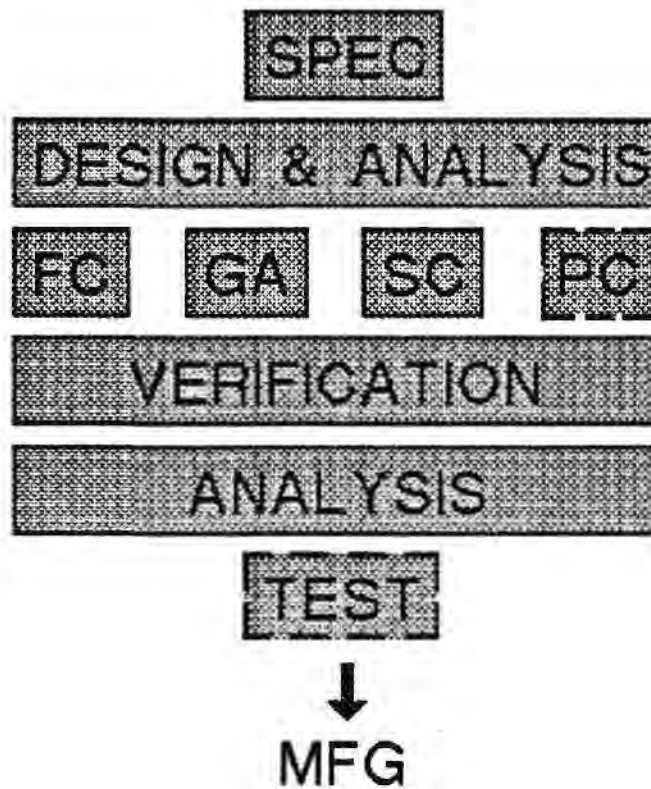 SPEC
DESIGN & ANALYSIS
FC GA SC PC
VERIFICATION
ANALYSIS
TEST
MFG